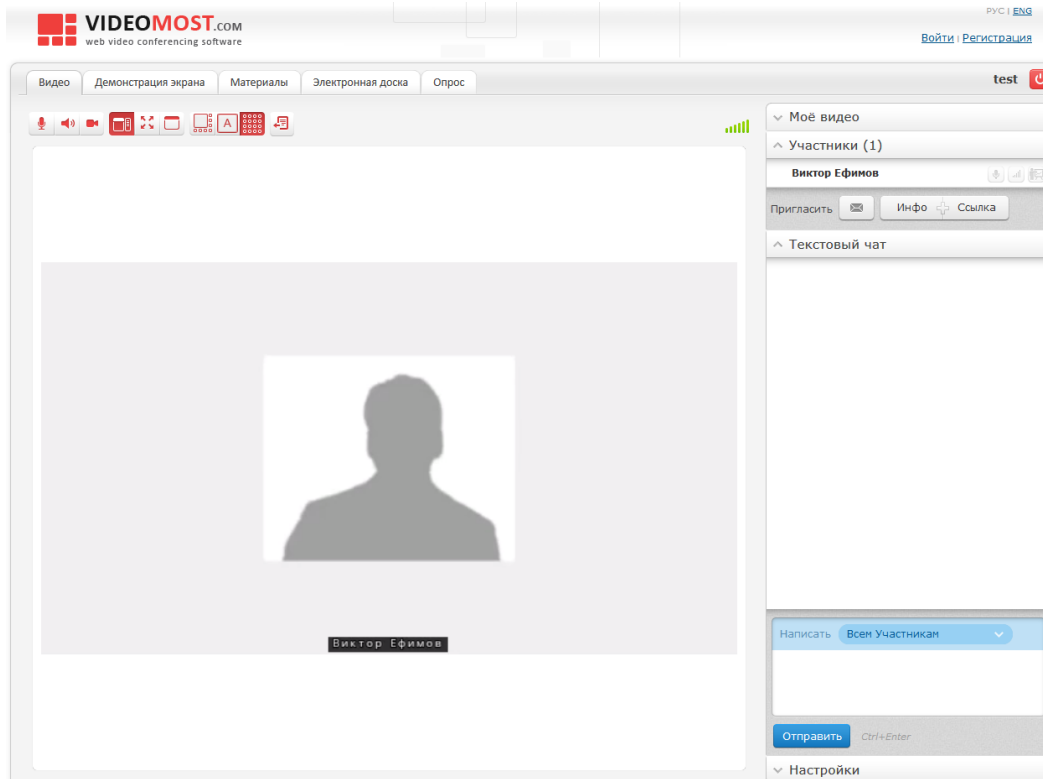 VIDEOMOST.COM
web video conferencing software
РУС | ENG
Войти | Регистрация
Видео
Демонстрация экрана
Материалы
Электронная доска
Опрос
test
A
Моё видео
Участники (1)
Виктор Ефимов
Пригласить
Инфо
Ссылка
Текстовый чат
Виктор Ефимов
Написать
Всем Участникам
Отправить
Ctrl+Enter
Настройки